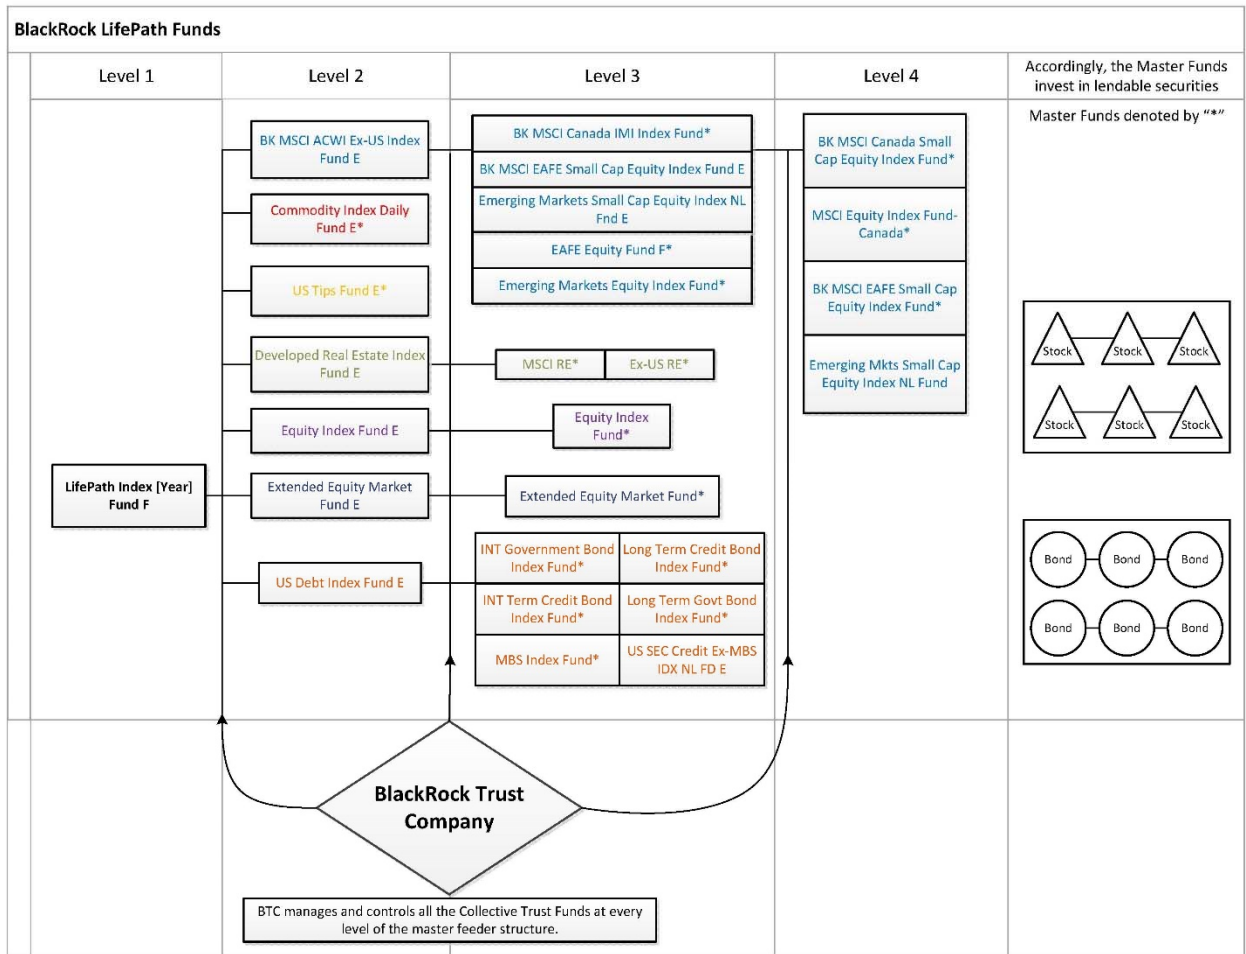 BlackRock LifePath Funds
Level 1
Level 2
Level 3
Level 4
Accordingly, the Master Funds
invest in lendable securities
Master Funds denoted by “*”
LifePath Index [Year]
Fund F
BK MSCI ACWI Ex-US Index
Fund E
Commodity Index Daily
Fund E*
US Tips Fund E*
Developed Real Estate Index
Fund E
Equity Index Fund E
Extended Equity Market
Fund E
US Debt Index Fund E
BK MSCI Canada IMI Index Fund*
BK MSCI EAFE Small Cap Equity Index Fund E
Emerging Markets Small Cap Equity Index NL
Fnd E
EAFE Equity Fund F*
Emerging Markets Equity Index Fund*
MSCI RE*
Ex-US RE*
Equity Index
Fund*
Extended Equity Market Fund*
INT Government Bond
Index Fund*
Long Term Credit Bond
Index Fund*
INT Term Credit Bond
Index Fund*
Long Term Govt Bond
Index Fund*
MBS Index Fund*
US SEC Credit Ex-MBS
IDX NL FD E
BK MSCI Canada Small
Cap Equity Index Fund*
MSCI Equity Index Fund-
Canada*
BK MSCI EAFE Small Cap
Equity Index Fund*
Emerging Mkts Small Cap
Equity Index NL Fund
Stock
Stock
Stock
Stock
Stock
Stock
Bond
Bond
Bond
Bond
Bond
Bond
BlackRock Trust
Company
BTC manages and controls all the Collective Trust Funds at every
level of the master feeder structure.